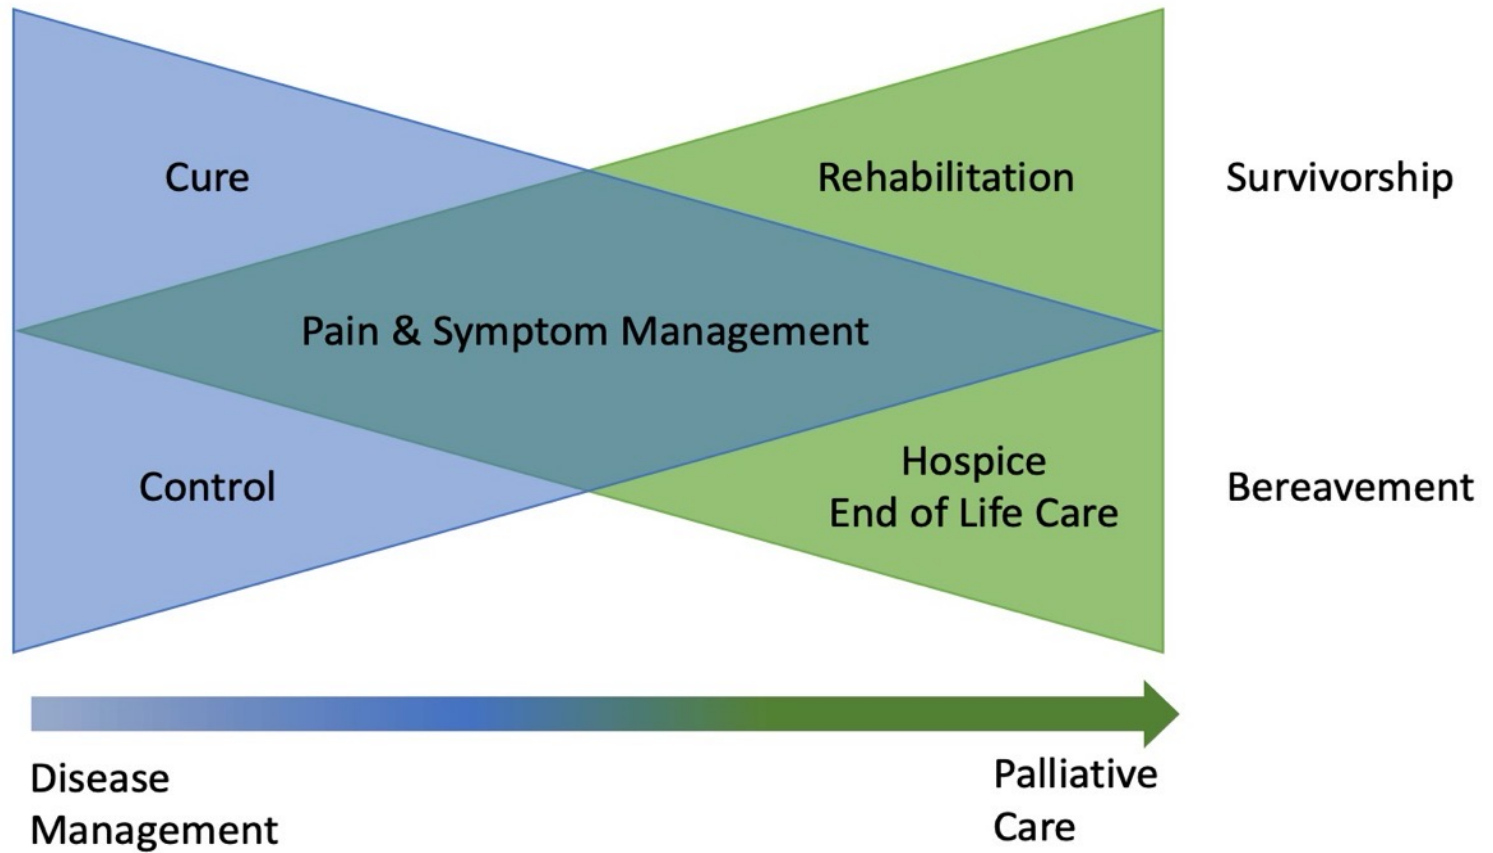 Cure
Rehabilitation
Survivorship
Pain & Symptom Management
Control
Hospice
End of Life Care
Bereavement
Disease
Management
Palliative
Care